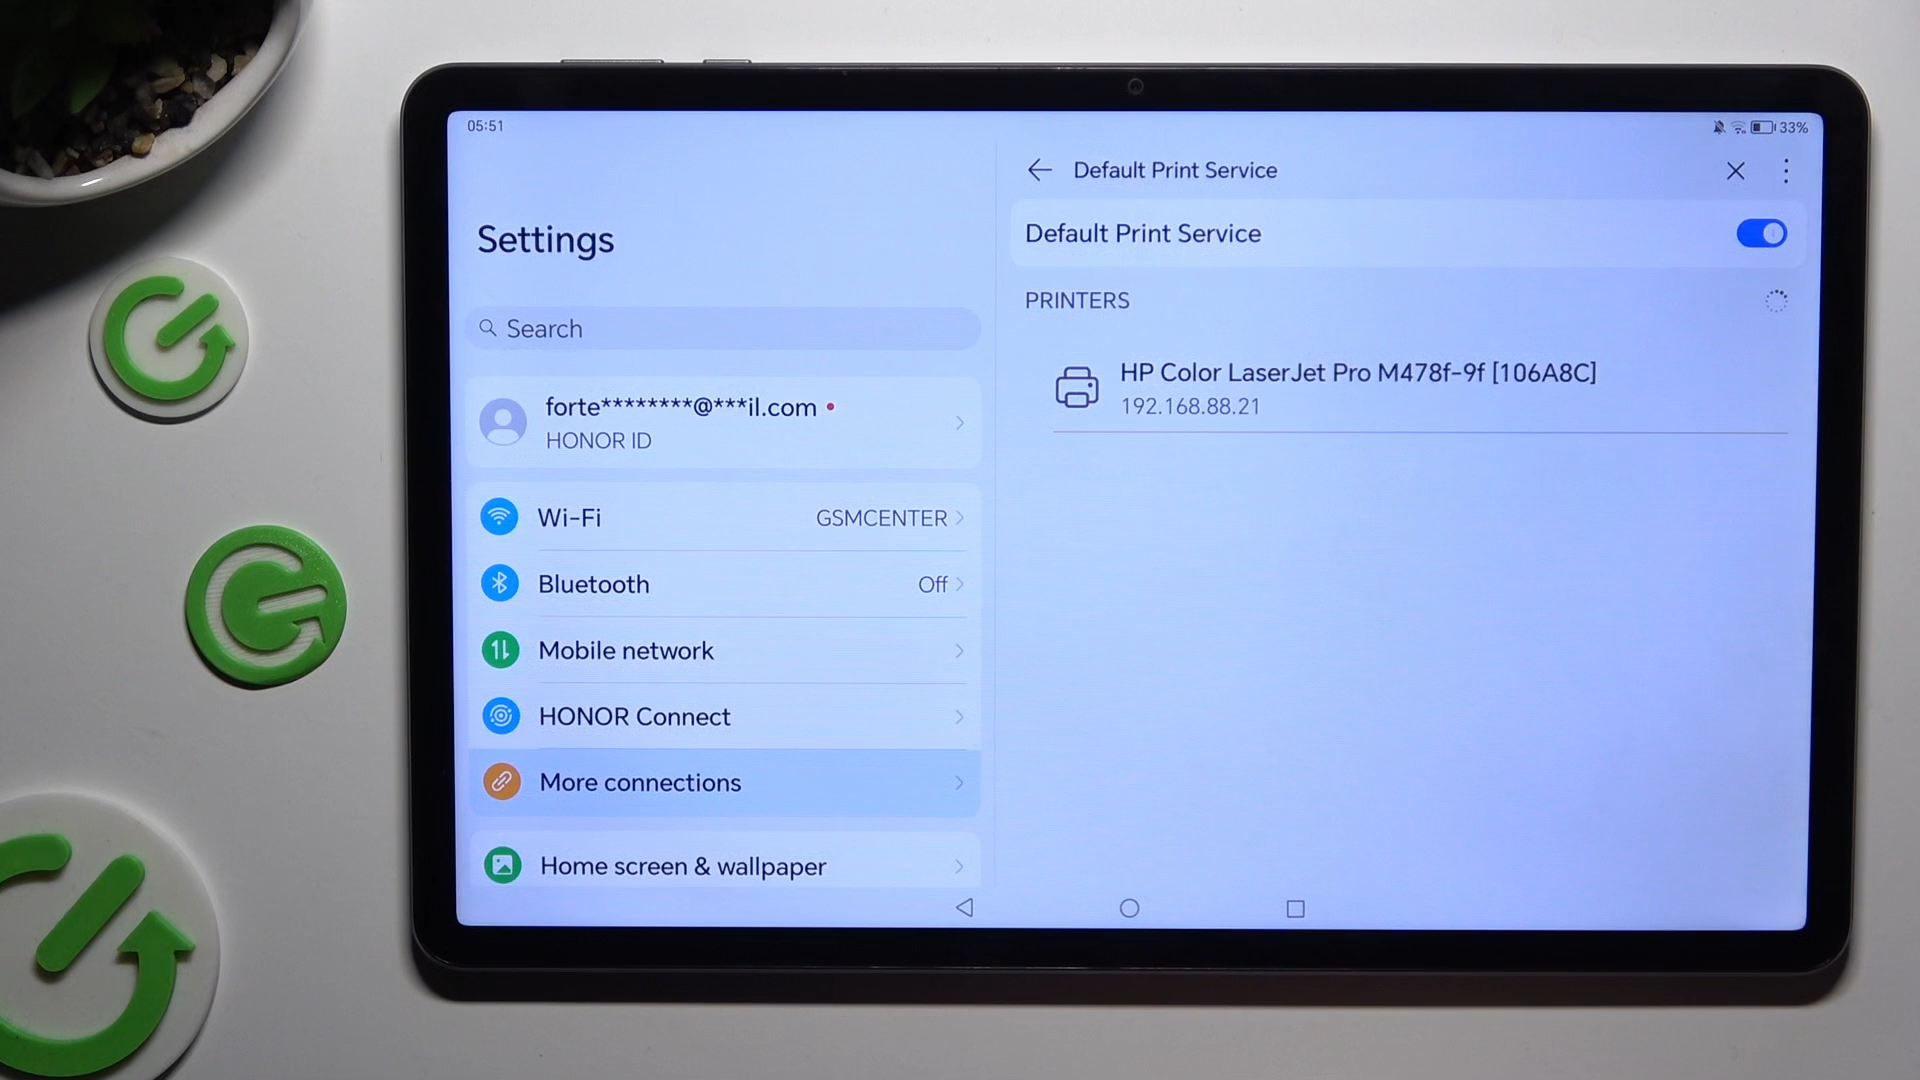 05:51
33%
Settings
Search
forte********@***il.com
HONOR ID
Wi-Fi
GSMCENTER
Bluetooth
Off
Mobile network
HONOR Connect
More connections
Home screen & wallpaper
Default Print Service
Default Print Service
PRINTERS
HP Color LaserJet Pro M478f-9f [106A8C]
192.168.88.21